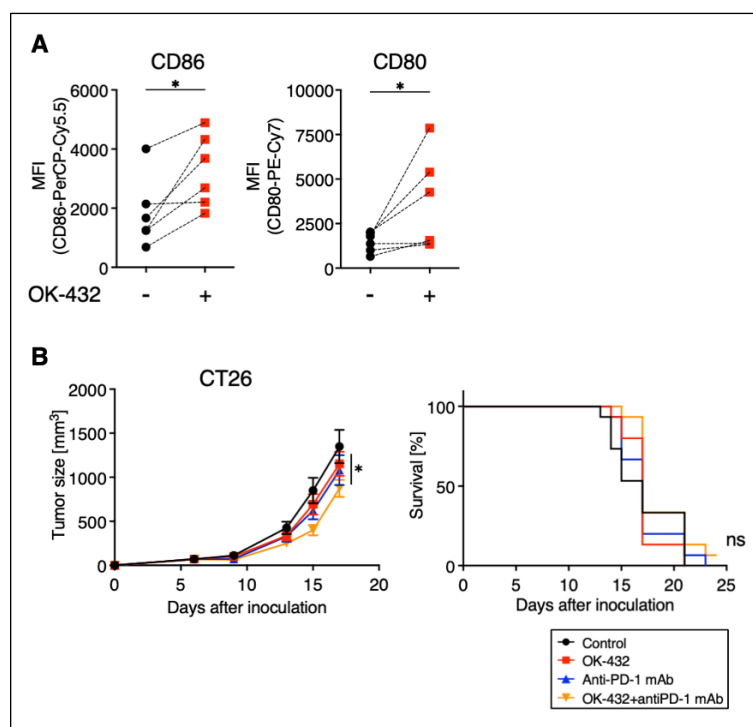 A
CD86
CD80
*
*
6000
4000
2000
0
MFI
(CD86-PerCP-Cy5.5)
10000
7500
5000
2500
0
MFI
(CD80-PE-Cy7)
OK-432
- +
- +
B
CT26
2000
1500
1000
500
0
Tumor size [mm³]
*
0 5 10 15 20
Days after inoculation
100
50
0
Survival [%]
ns
0 5 10 15 20 25
Days after inoculation
Control
OK-432
Anti-PD-1 mAb
OK-432+antiPD-1 mAb